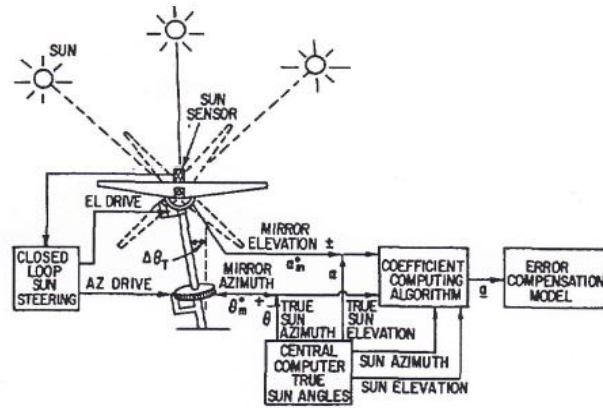 SUN
SUN
SENSOR
EL DRIVE
MIRROR
ELEVATION ±
α*m
α
ΔθT
CLOSED
LOOP
SUN
STEERING
AZ DRIVE
MIRROR
AZIMUTH
θ*m +
θ
TRUE
SUN
AZIMUTH
TRUE
SUN
ELEVATION
COEFFICIENT
COMPUTING
ALGORITHM
a
ERROR
COMPENSATION
MODEL
CENTRAL
COMPUTER
TRUE
SUN ANGLES
SUN AZIMUTH
SUN ELEVATION